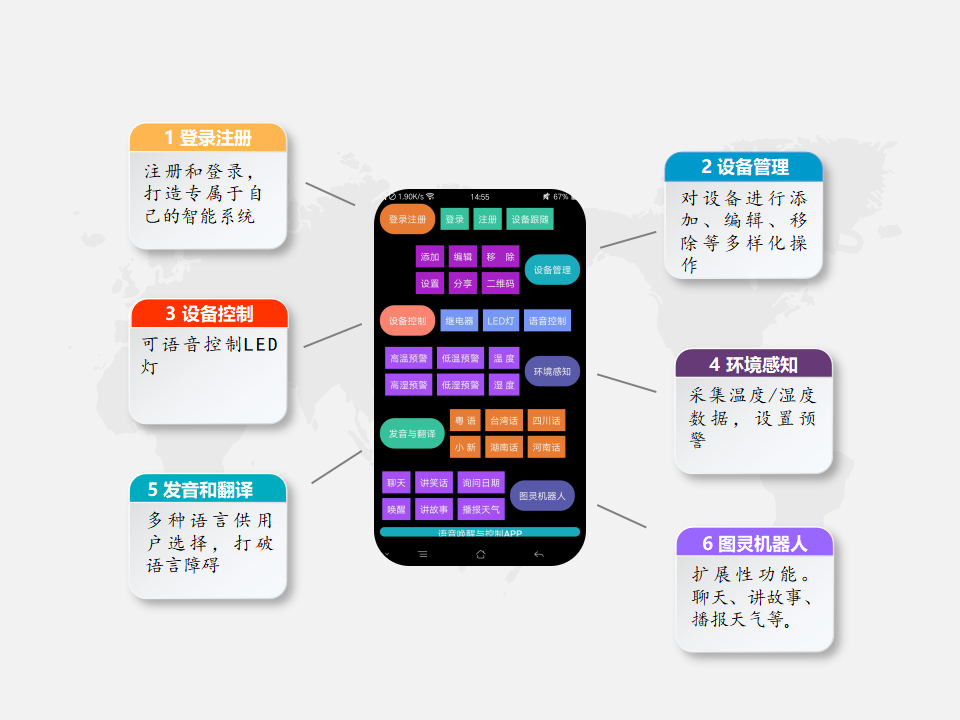 1 登录注册
注册和登录，
打造专属于自
己的智能系统
2 设备管理
对设备进行添
加、编辑、移
除等多样化操
作
3 设备控制
可语音控制LED
灯
4 环境感知
采集温度/湿度
数据，设置预
警
5 发音和翻译
多种语言供用
户选择，打破
语言障碍
6 图灵机器人
扩展性功能。
聊天、讲故事、
播报天气等。
1.90K/s 14:55 67%
登录注册 登录 注册 设备跟随
添加 编辑 移 除
设置 分享 二维码
设备管理
设备控制 继电器 LED灯 语音控制
高温预警 低温预警 温 度
高湿预警 低湿预警 湿 度
环境感知
发音与翻译
粤 语 台湾话 四川话
小 新 湖南话 河南话
聊天 讲笑话 询问日期
唤醒 讲故事 播报天气
图灵机器人
语音唤醒与控制APP